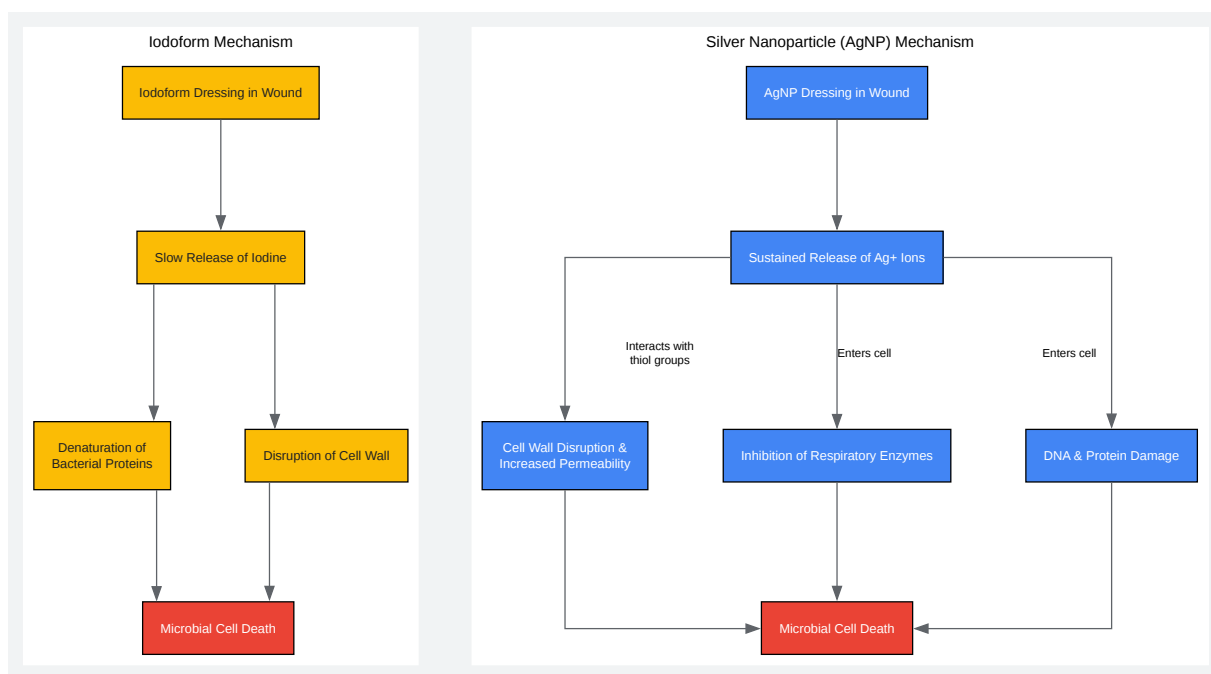 Iodoform Mechanism
Iodoform Dressing in Wound
Slow Release of Iodine
Denaturation of
Bacterial Proteins
Disruption of Cell Wall
Microbial Cell Death
Silver Nanoparticle (AgNP) Mechanism
AgNP Dressing in Wound
Sustained Release of Ag+ Ions
Interacts with
thiol groups
Enters cell
Enters cell
Cell Wall Disruption &
Increased Permeability
Inhibition of Respiratory Enzymes
DNA & Protein Damage
Microbial Cell Death